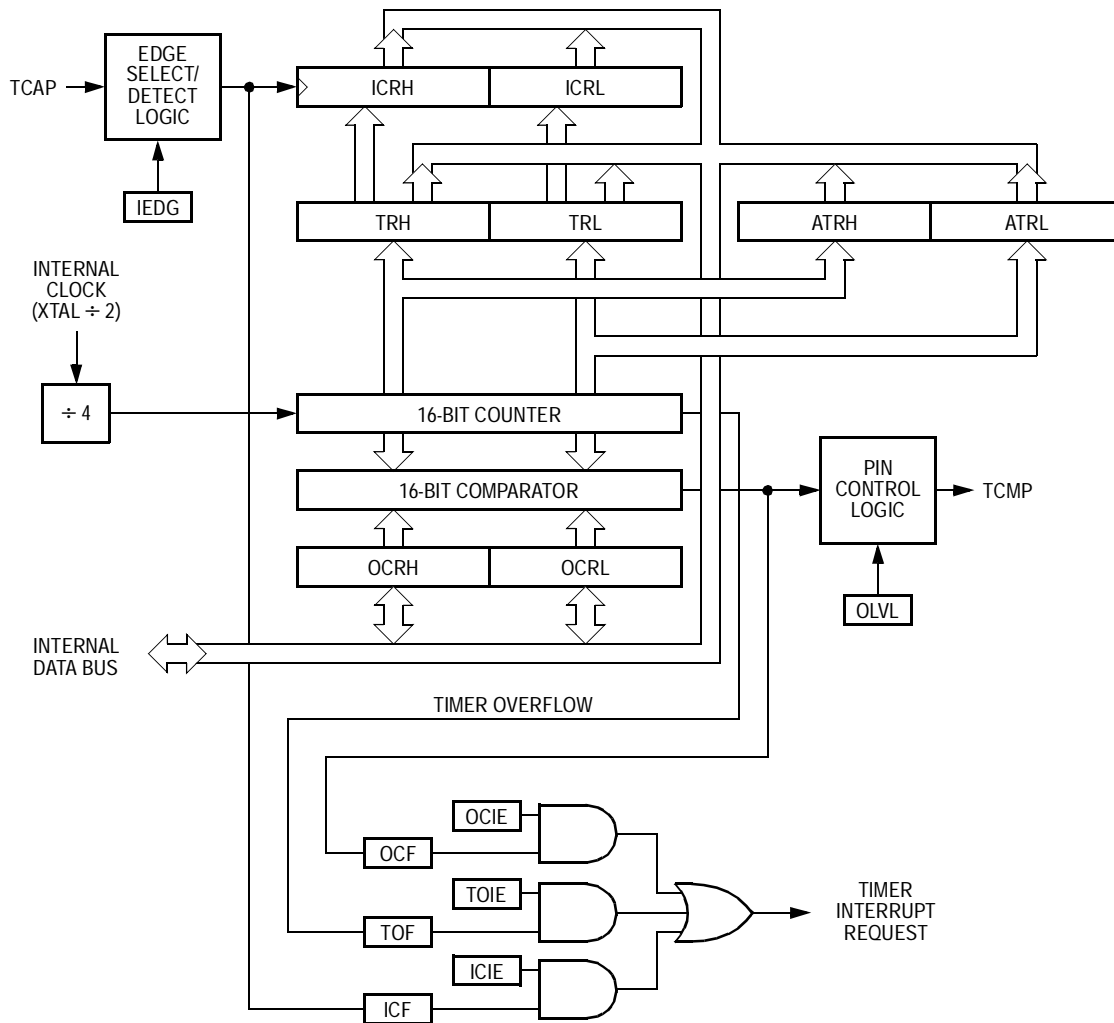 EDGE
SELECT/
DETECT
LOGIC
TCAP
ICRH
ICRL
IEDG
TRH
TRL
ATRH
ATRL
INTERNAL
CLOCK
(XTAL ÷ 2)
÷ 4
16-BIT COUNTER
16-BIT COMPARATOR
PIN
CONTROL
LOGIC
TCMP
OCRH
OCRL
OLVL
INTERNAL
DATA BUS
TIMER OVERFLOW
OCIE
OCF
TOIE
TOF
TIMER
INTERRUPT
REQUEST
ICIE
ICF